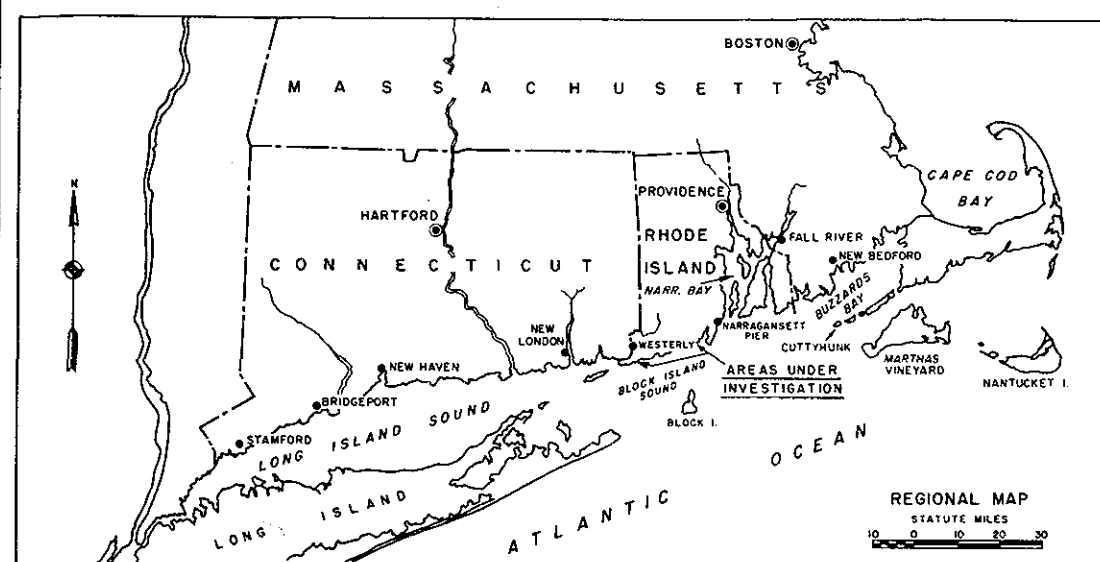 BOSTON
MASSACHUSETTS
N
CAPE COD
BAY
PROVIDENCE
HARTFORD
RHODE
ISLAND
NARR. BAY
FALL RIVER
NEW BEDFORD
CONNECTICUT
BUZZARDS
BAY
NEW
LONDON
WESTERLY
NARRAGANSETT
PIER
CUTTYHUNK
MARTHAS
VINEYARD
NANTUCKET I.
NEW HAVEN
BLOCK ISLAND
SOUND
AREAS UNDER
INVESTIGATION
BRIDGEPORT
BLOCK I.
STAMFORD
LONG ISLAND SOUND
LONG ISLAND
ATLANTIC OCEAN
REGIONAL MAP
STATUTE MILES
10 0 10 20 30